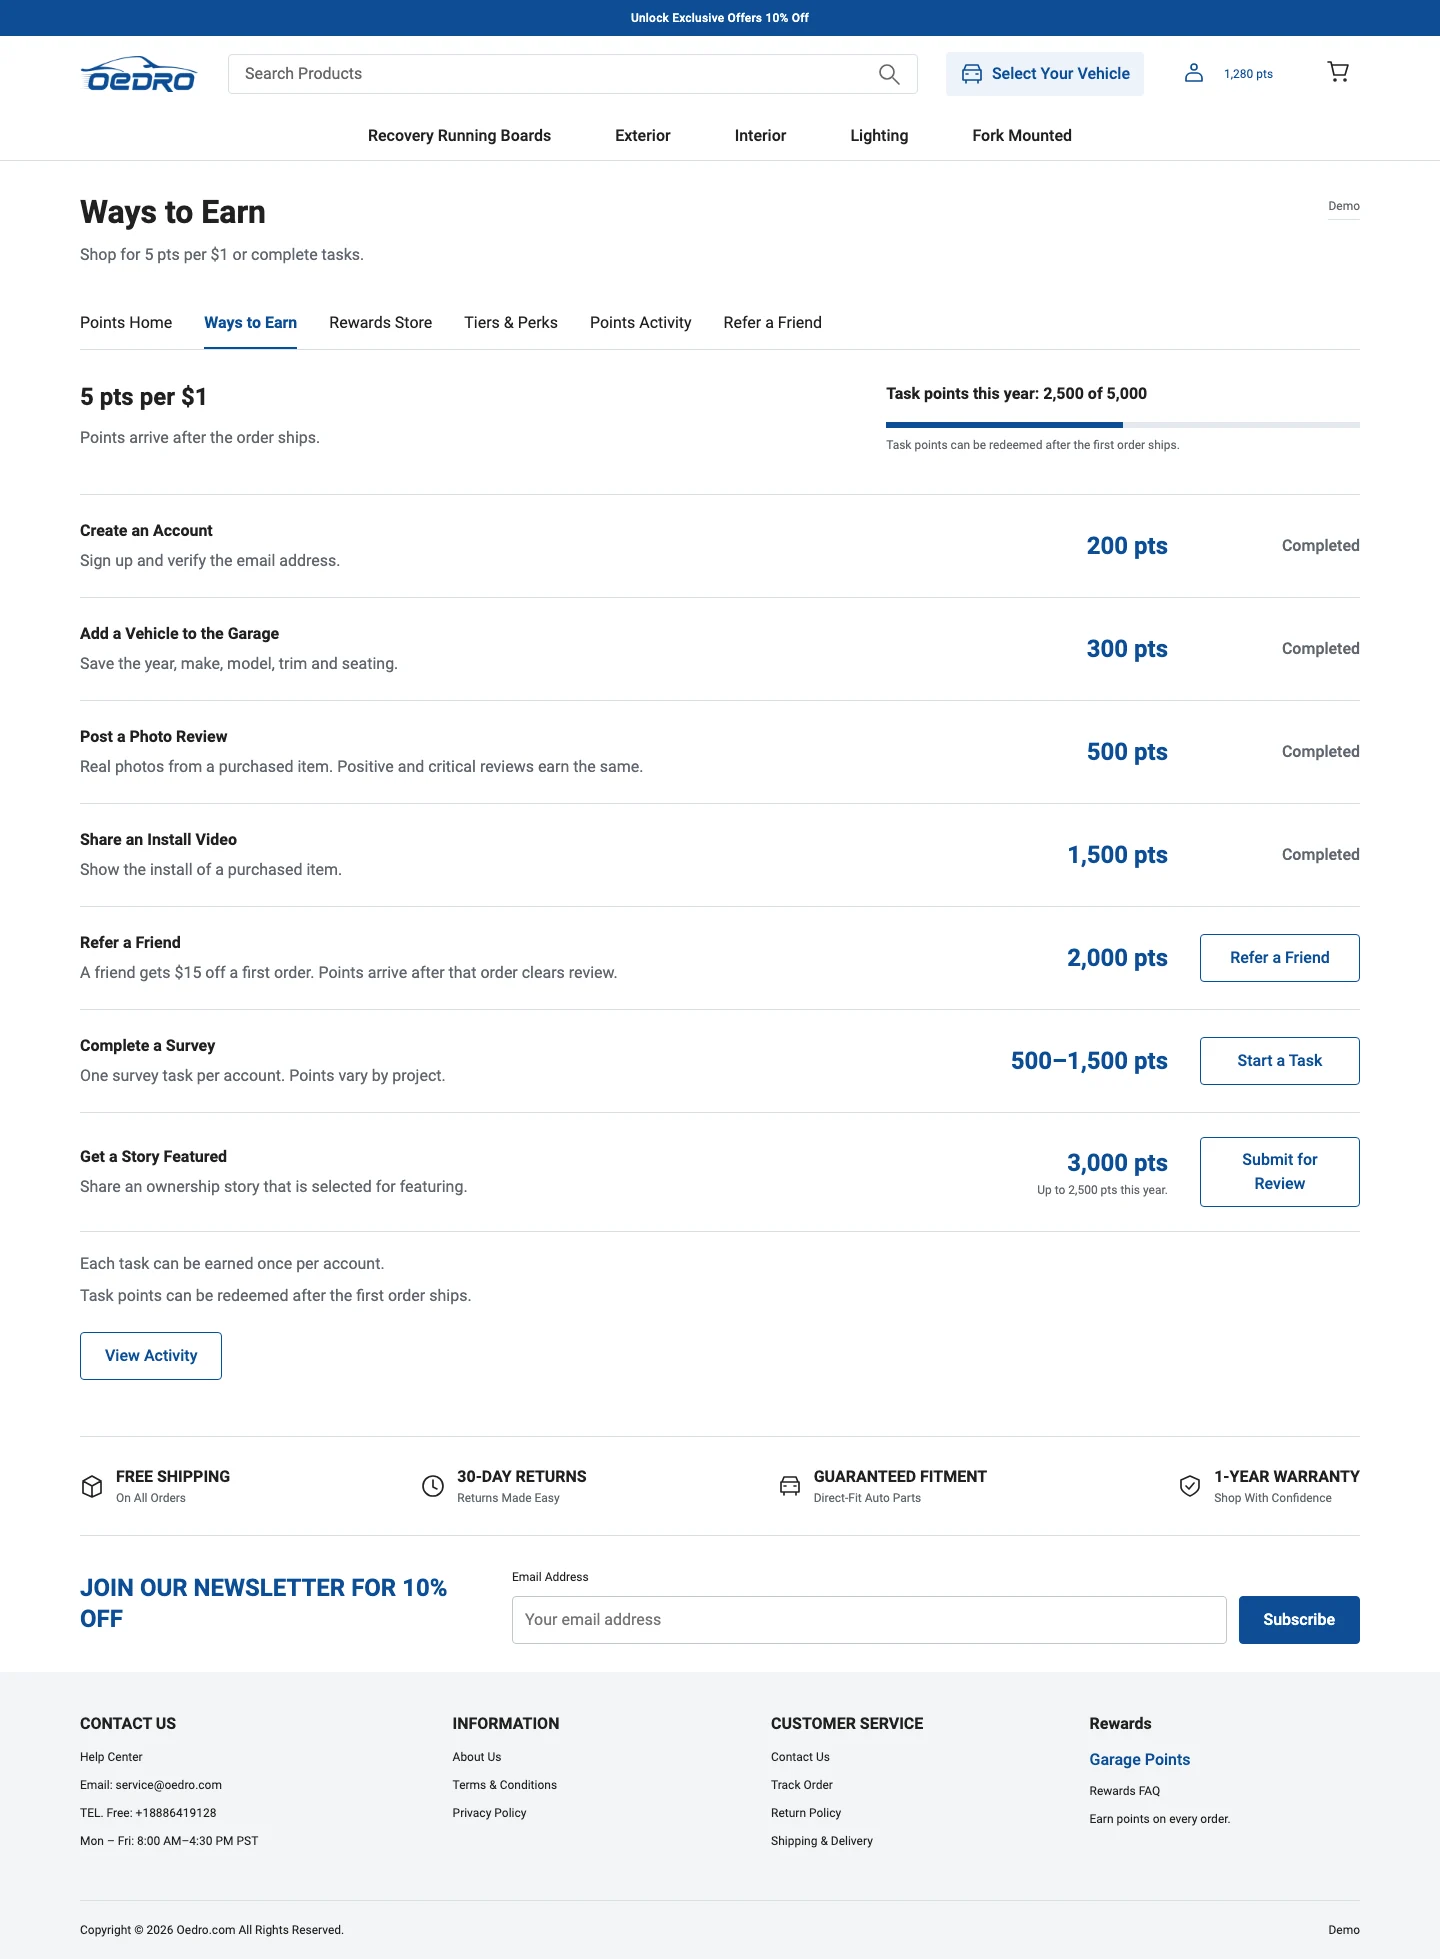 Unlock Exclusive Offers 10% Off
OEDRO
Search Products
Select Your Vehicle
1,280 pts
Recovery Running Boards
Exterior
Interior
Lighting
Fork Mounted
Ways to Earn
Demo
Shop for 5 pts per $1 or complete tasks.
Points Home
Ways to Earn
Rewards Store
Tiers & Perks
Points Activity
Refer a Friend
5 pts per $1
Points arrive after the order ships.
Task points this year: 2,500 of 5,000
Task points can be redeemed after the first order ships.
Create an Account
Sign up and verify the email address.
200 pts
Completed
Add a Vehicle to the Garage
Save the year, make, model, trim and seating.
300 pts
Completed
Post a Photo Review
Real photos from a purchased item. Positive and critical reviews earn the same.
500 pts
Completed
Share an Install Video
Show the install of a purchased item.
1,500 pts
Completed
Refer a Friend
A friend gets $15 off a first order. Points arrive after that order clears review.
2,000 pts
Refer a Friend
Complete a Survey
One survey task per account. Points vary by project.
500–1,500 pts
Start a Task
Get a Story Featured
Share an ownership story that is selected for featuring.
3,000 pts
Up to 2,500 pts this year.
Submit for
Review
Each task can be earned once per account.
Task points can be redeemed after the first order ships.
View Activity
FREE SHIPPING
On All Orders
30-DAY RETURNS
Returns Made Easy
GUARANTEED FITMENT
Direct-Fit Auto Parts
1-YEAR WARRANTY
Shop With Confidence
JOIN OUR NEWSLETTER FOR 10%
OFF
Email Address
Your email address
Subscribe
CONTACT US
Help Center
Email: service@oedro.com
TEL. Free: +18886419128
Mon – Fri: 8:00 AM–4:30 PM PST
INFORMATION
About Us
Terms & Conditions
Privacy Policy
CUSTOMER SERVICE
Contact Us
Track Order
Return Policy
Shipping & Delivery
Rewards
Garage Points
Rewards FAQ
Earn points on every order.
Copyright © 2026 Oedro.com All Rights Reserved.
Demo